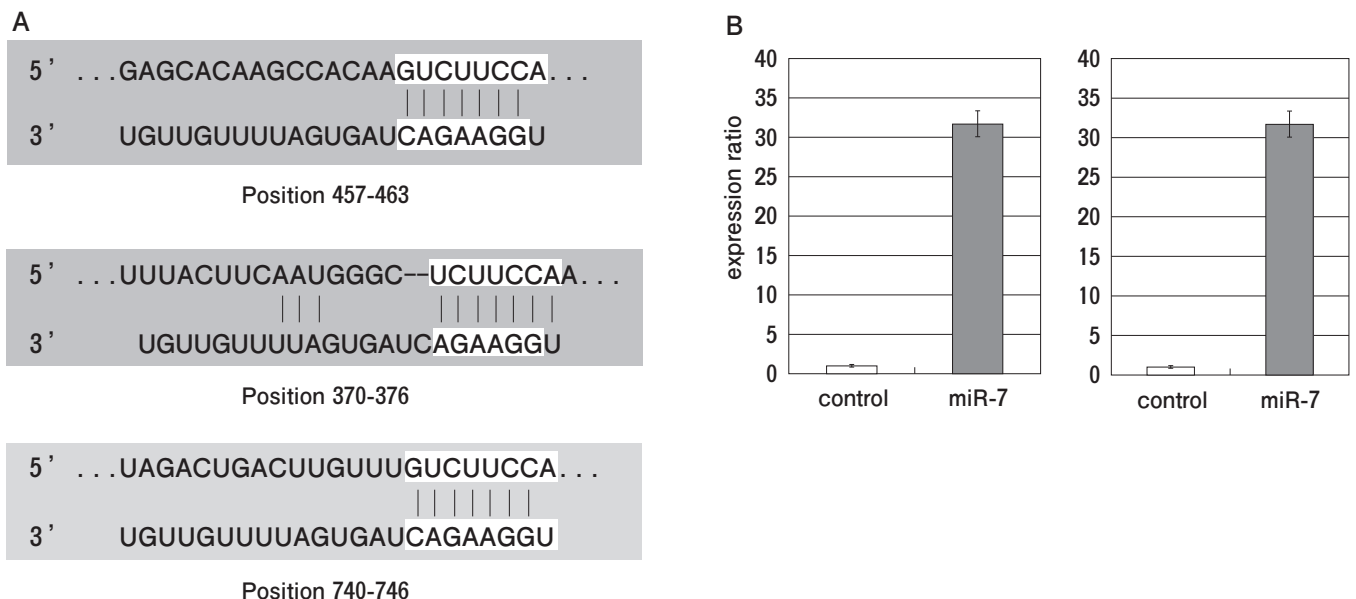 A
5’ ...GAGCACAAGCCACAAGUCUUCCA...
3’ UGUUGUUUUAGUGAUCAGAAGGU
Position 457-463
5’ ...UUUACUUCAAUGGGC--UCUUCCAA...
3’ UGUUGUUUUAGUGAUCAGAAGGU
Position 370-376
5’ ...UAGACUGACUUGUUUGUCUUCCA...
3’ UGUUGUUUUAGUGAUCAGAAGGU
Position 740-746
B
expression ratio
40
35
30
25
20
15
10
5
0
control miR-7
40
35
30
25
20
15
10
5
0
control miR-7